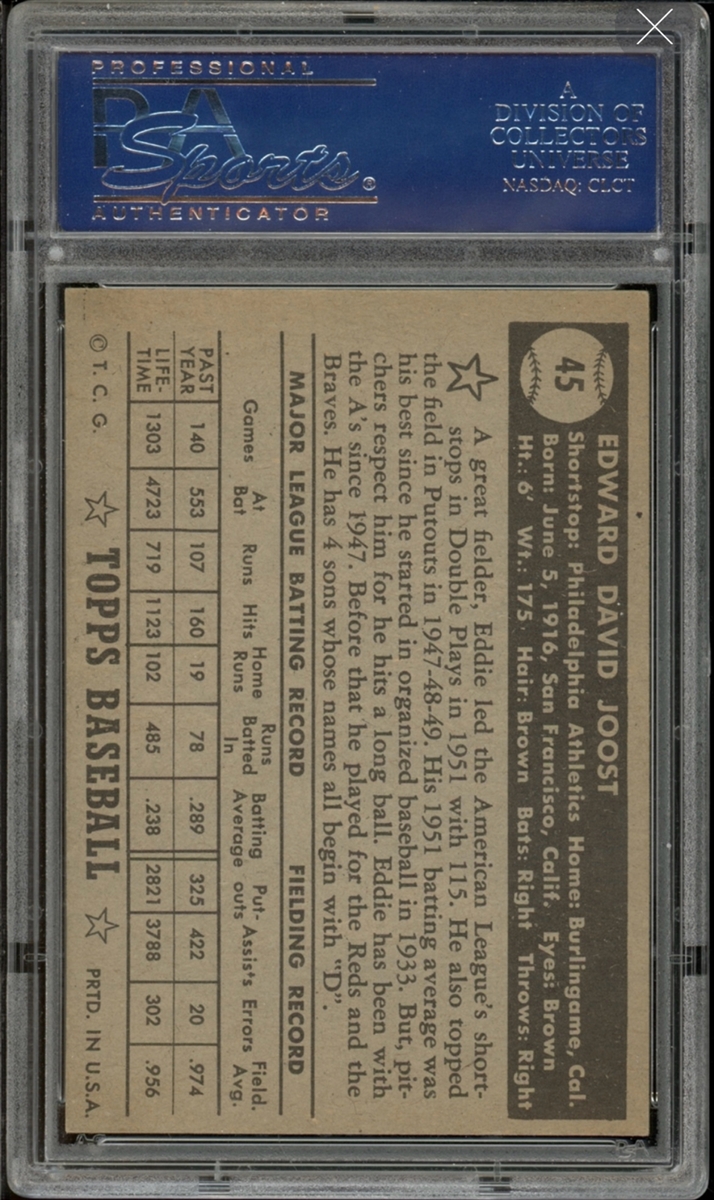 PROFESSIONAL
PSA
Sports®
AUTHENTICATOR
A
DIVISION OF
COLLECTORS
UNIVERSE
NASDAQ: CLCT
45
EDWARD DAVID JOOST
Shortstop: Philadelphia Athletics Home: Burlingame, Cal.
Born: June 5, 1916, San Francisco, Calif. Eyes: Brown
Ht.: 6' Wt.: 175 Hair: Brown Bats: Right Throws: Right
A great fielder, Eddie led the American League's short-
stops in Double Plays in 1951 with 115. He also topped
the field in Putouts in 1947-48-49. His 1951 batting average was
his best since he started in organized baseball in 1933. But, pit-
chers respect him for he hits a long ball. Eddie has been with
the A's since 1947. Before that he played for the Reds and the
Braves. He has 4 sons whose names all begin with "D".
MAJOR LEAGUE BATTING RECORD FIELDING RECORD
Games At Bat Runs Hits Home Runs Runs Batted In Batting Average Put-outs Assists Errors Field. Avg.
PAST YEAR 140 553 107 160 19 78 .289 325 422 20 .974
LIFE-TIME 1303 4723 719 1123 102 485 .238 2821 3788 302 .956
© T. C. G. TOPPS BASEBALL PRTD. IN U.S.A.